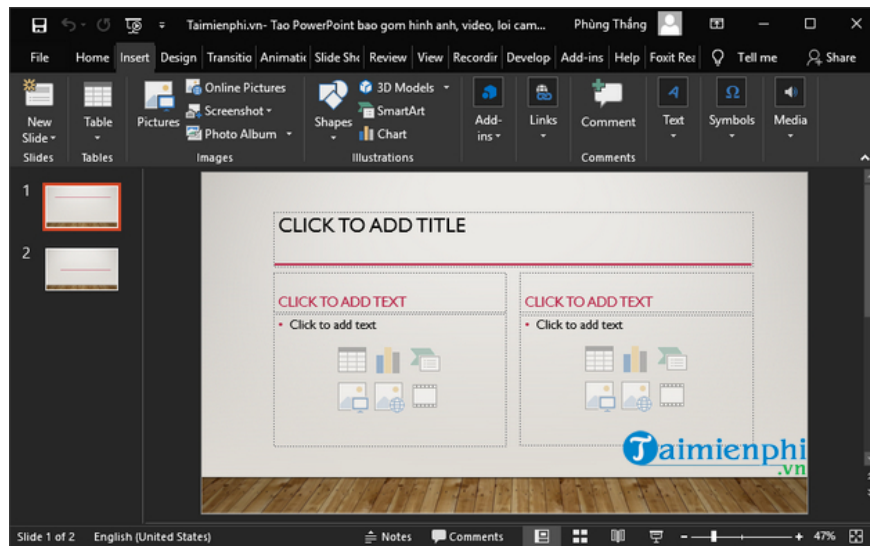 Taimienphi.vn- Tao PowerPoint bao gom hinh anh, video, loi cam... Phùng Thắng
File Home Insert Design Transitio Animatic Slide Sho Review View Recordir Develop Add-ins Help Foxit Rea Tell me Share
New Slide
Table
Pictures
Online Pictures
Screenshot
Photo Album
Shapes
3D Models
SmartArt
Chart
Add-ins
Links
Comment
Text
Symbols
Media
Slides Tables Images Illustrations Comments
1
2
CLICK TO ADD TITLE
CLICK TO ADD TEXT
• Click to add text
CLICK TO ADD TEXT
• Click to add text
Taimienphi
.vn
Slide 1 of 2 English (United States) Notes Comments 47%